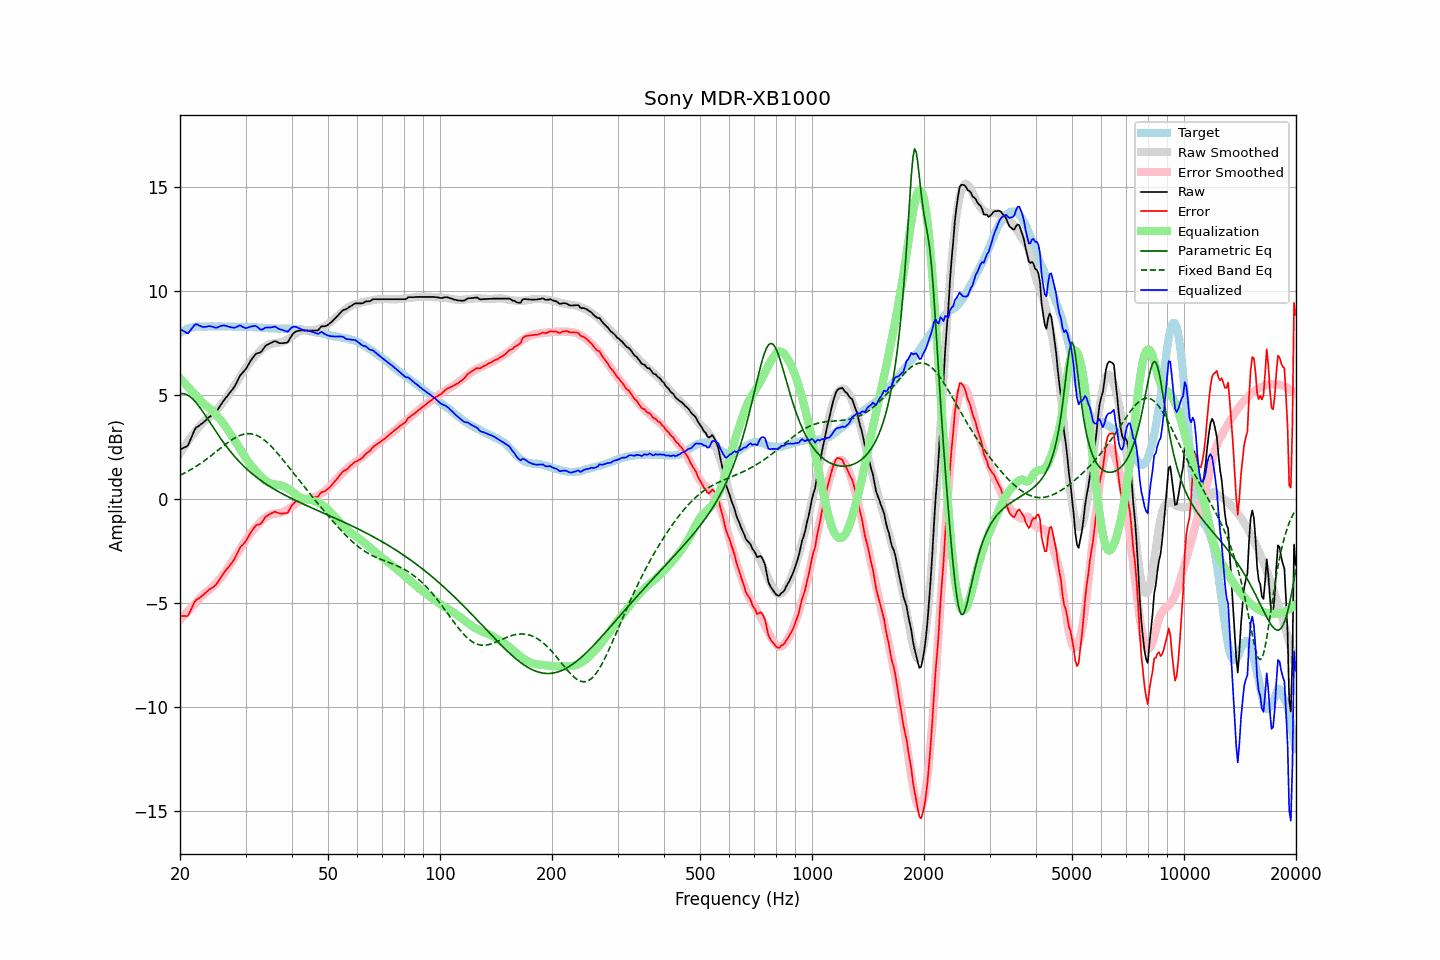 Sony MDR-XB1000
Target
Raw Smoothed
Error Smoothed
Raw
Error
Equalization
Parametric Eq
Fixed Band Eq
Equalized
Amplitude (dBr)
15
10
5
0
−5
−10
−15
20 50 100 200 500 1000 2000 5000 10000 20000
Frequency (Hz)